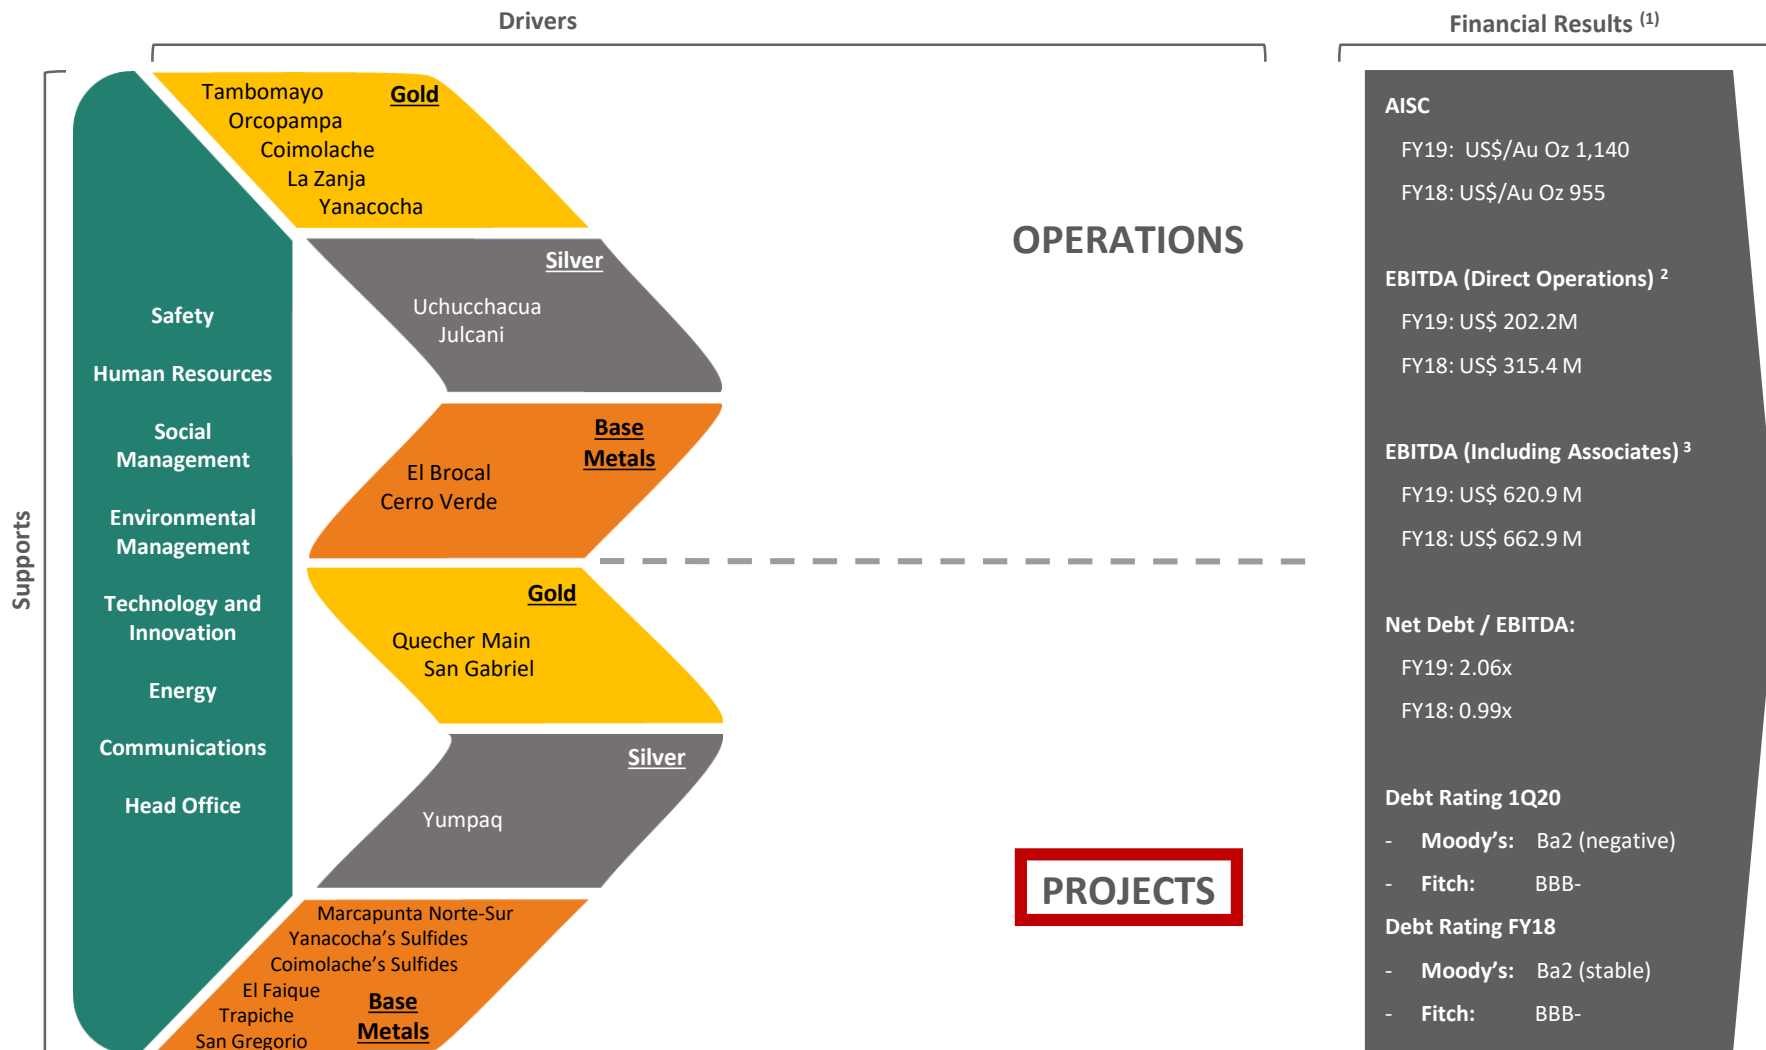 Drivers
Financial Results (1)
Supports
Safety
Human Resources
Social
Management
Environmental
Management
Technology and
Innovation
Energy
Communications
Head Office
Gold
Tambomayo
Orcopampa
Coimolache
La Zanja
Yanacocha
Silver
Uchucchacua
Julcani
Base
Metals
El Brocal
Cerro Verde
OPERATIONS
Gold
Quecher Main
San Gabriel
Silver
Yumpaq
Marcapunta Norte-Sur
Yanacocha’s Sulfides
Coimolache’s Sulfides
El Faique
Trapiche
San Gregorio
Base
Metals
PROJECTS
AISC
FY19: US$/Au Oz 1,140
FY18: US$/Au Oz 955
EBITDA (Direct Operations) 2
FY19: US$ 202.2M
FY18: US$ 315.4 M
EBITDA (Including Associates) 3
FY19: US$ 620.9 M
FY18: US$ 662.9 M
Net Debt / EBITDA:
FY19: 2.06x
FY18: 0.99x
Debt Rating 1Q20
- Moody’s: Ba2 (negative)
- Fitch: BBB-
Debt Rating FY18
- Moody’s: Ba2 (stable)
- Fitch: BBB-